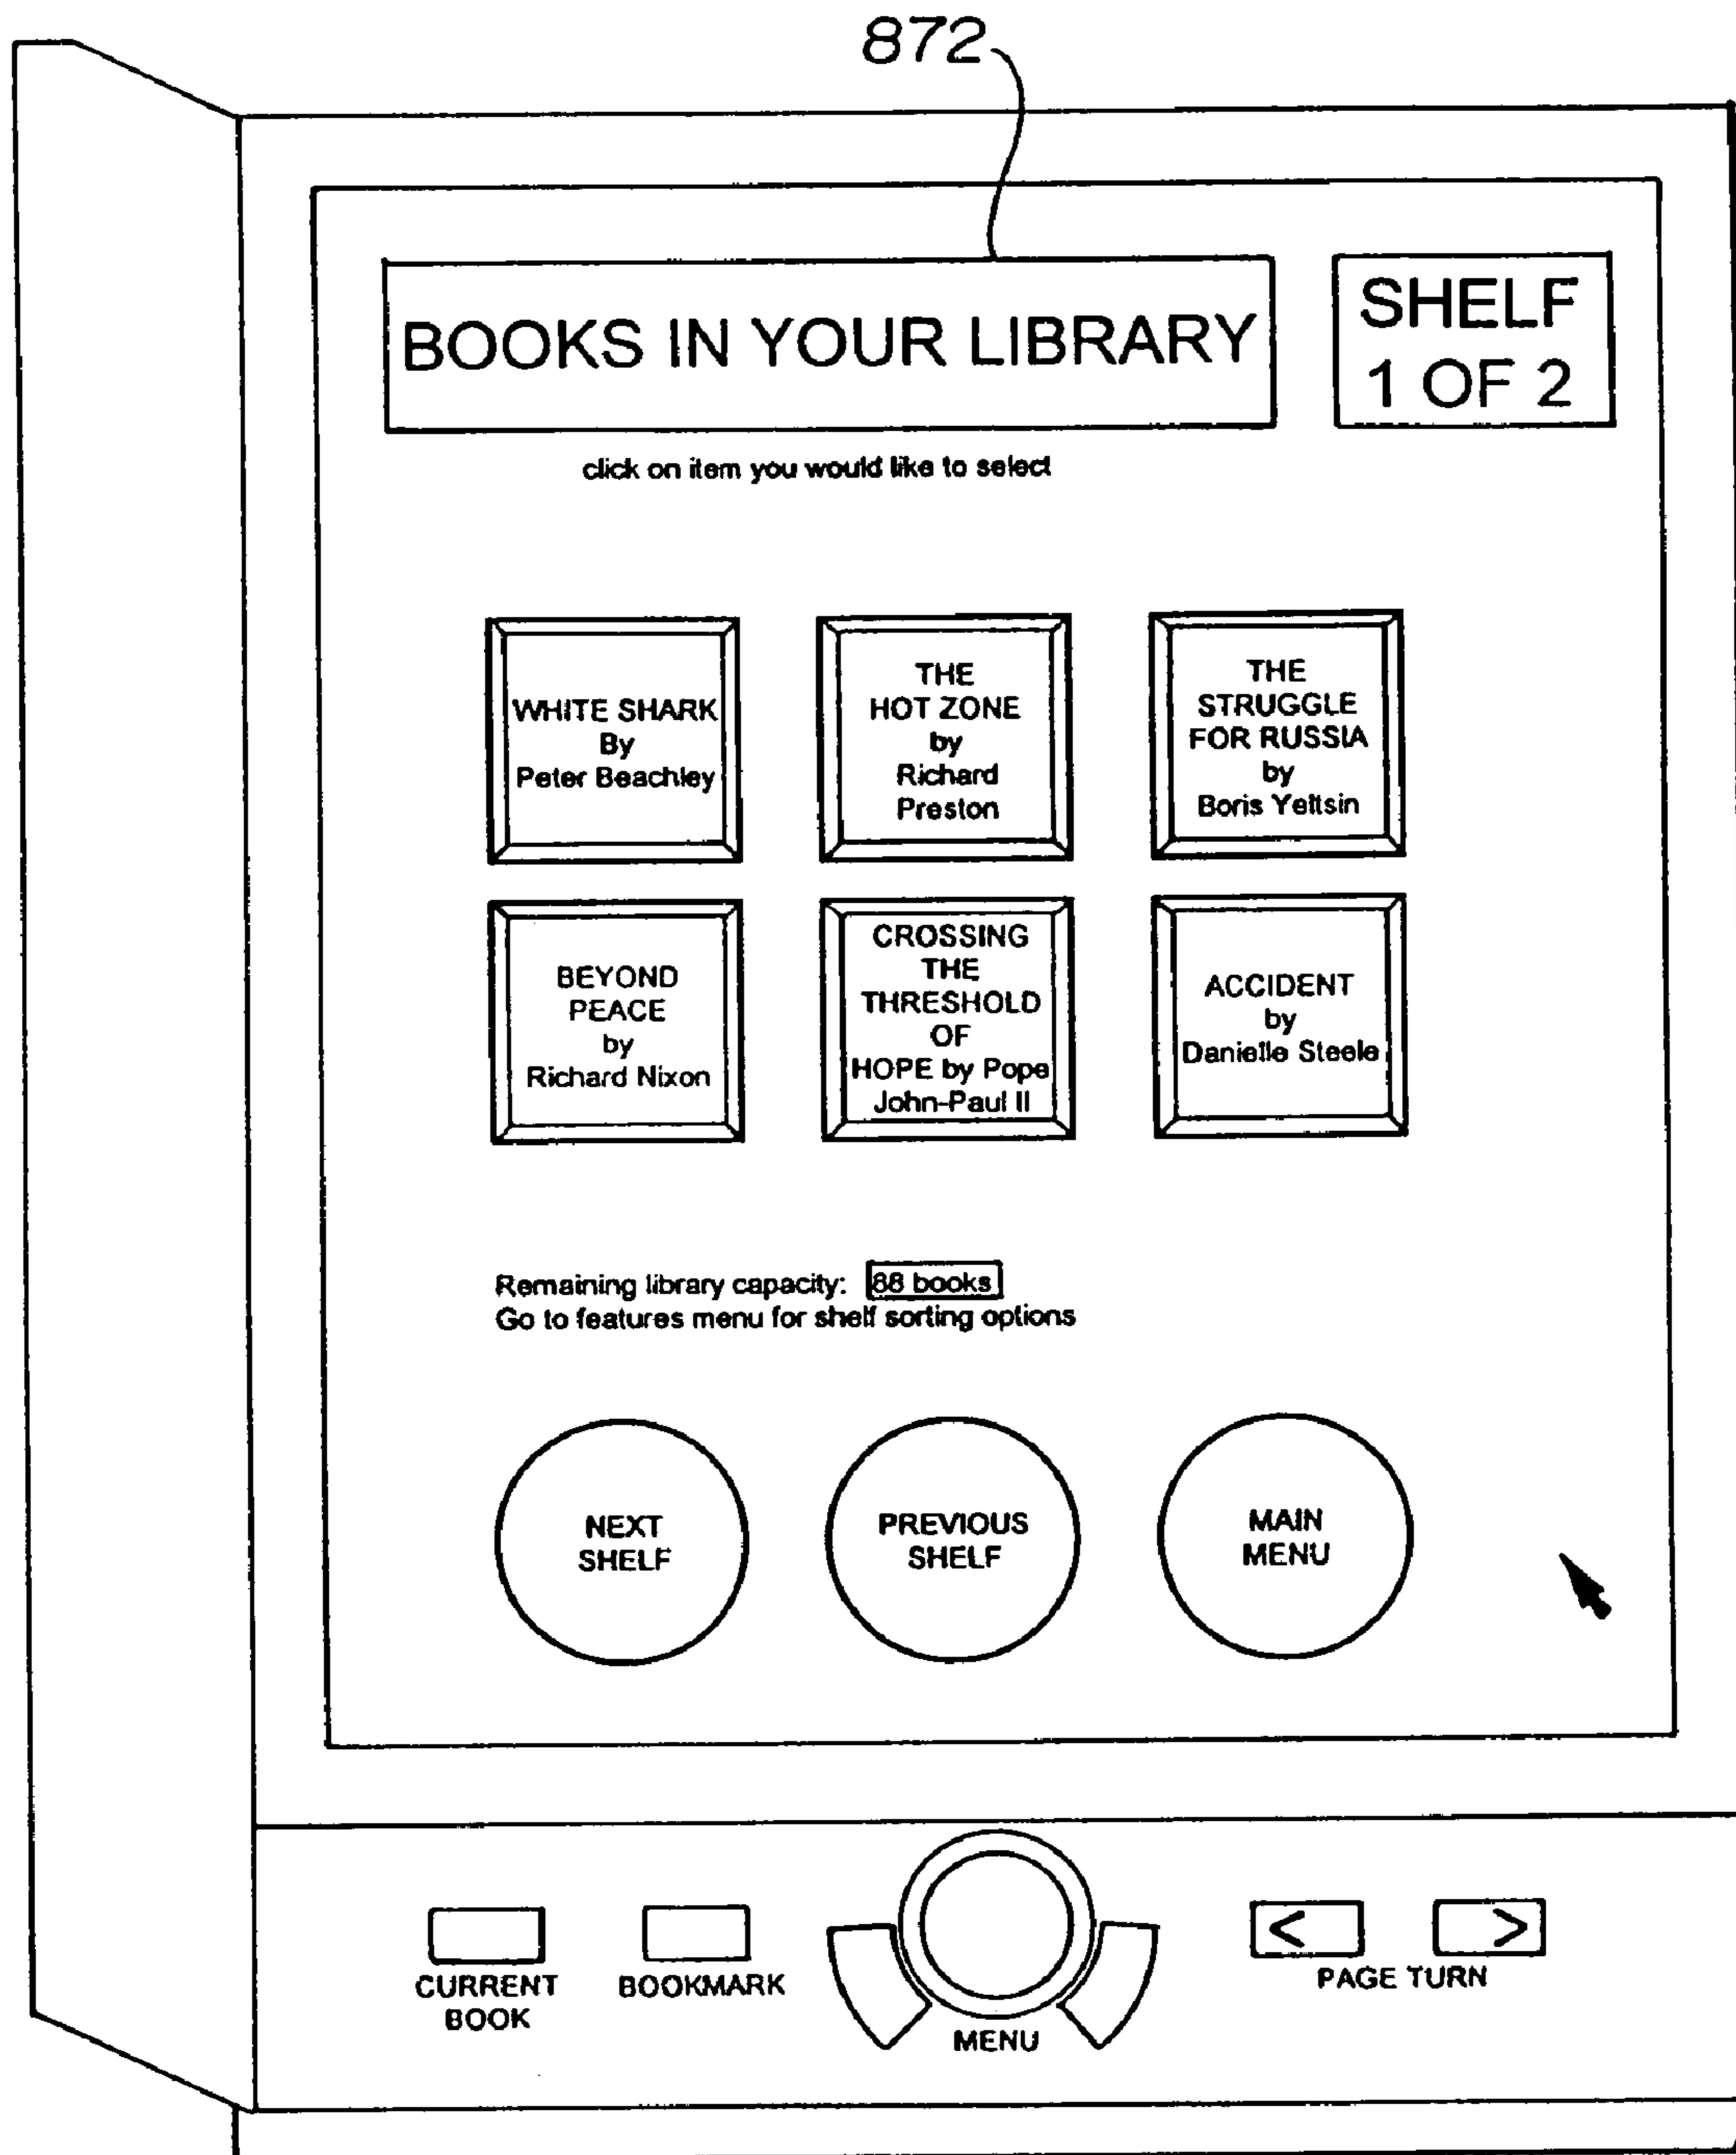 872
BOOKS IN YOUR LIBRARY
SHELF
1 OF 2
click on item you would like to select
WHITE SHARK
By
Peter Beachley
THE
HOT ZONE
by
Richard
Preston
THE
STRUGGLE
FOR RUSSIA
by
Boris Yeltsin
BEYOND
PEACE
by
Richard Nixon
CROSSING
THE
THRESHOLD
OF
HOPE by Pope
John-Paul II
ACCIDENT
by
Danielle Steele
Remaining library capacity: 88 books
Go to features menu for shelf sorting options
NEXT
SHELF
PREVIOUS
SHELF
MAIN
MENU
CURRENT
BOOK
BOOKMARK
MENU
< >
PAGE TURN